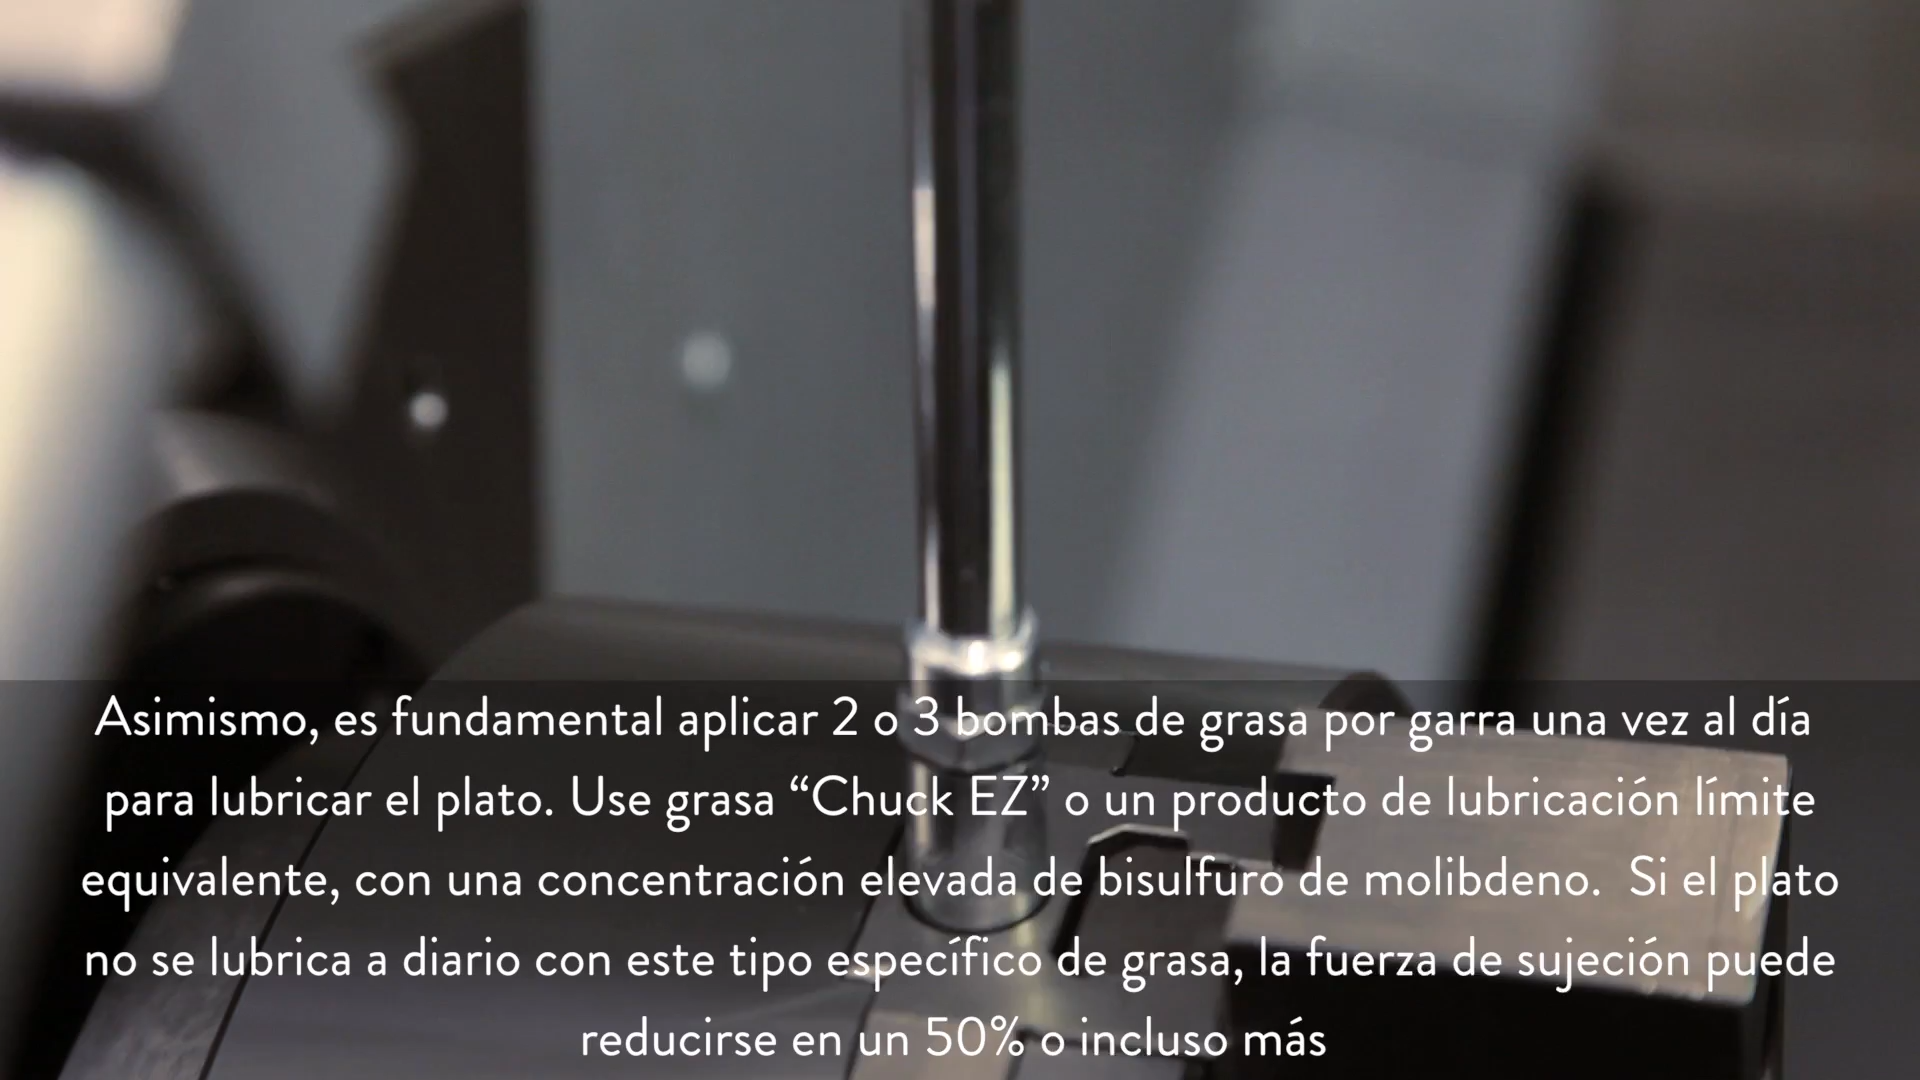 Asimismo, es fundamental aplicar 2 o 3 bombas de grasa por garra una vez al día
para lubricar el plato. Use grasa “Chuck EZ” o un producto de lubricación límite
equivalente, con una concentración elevada de bisulfuro de molibdeno.  Si el plato
no se lubrica a diario con este tipo específico de grasa, la fuerza de sujeción puede
reducirse en un 50% o incluso más